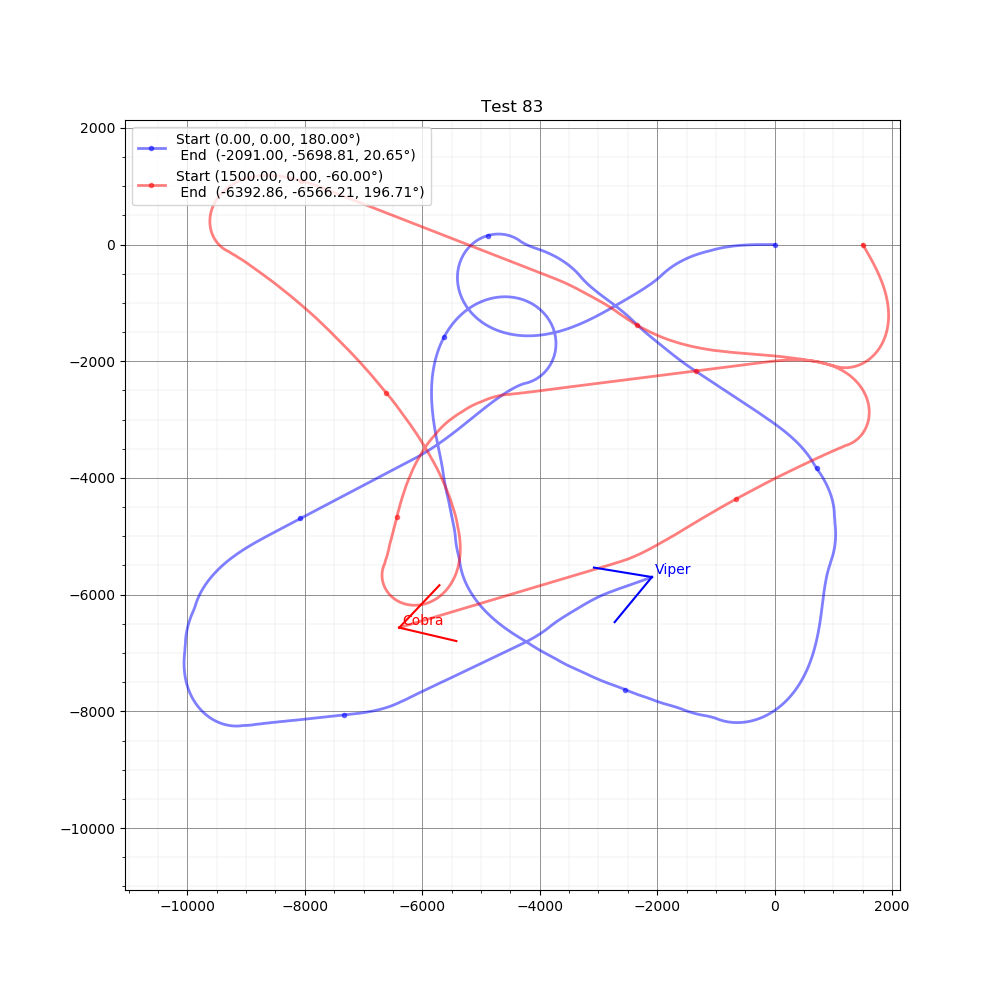 Test 83
Start (0.00, 0.00, 180.00°)
End  (-2091.00, -5698.81, 20.65°)
Start (1500.00, 0.00, -60.00°)
End  (-6392.86, -6566.21, 196.71°)
2000
0
−2000
−4000
−6000
−8000
−10000
Viper
Cobra
−10000 −8000 −6000 −4000 −2000 0 2000